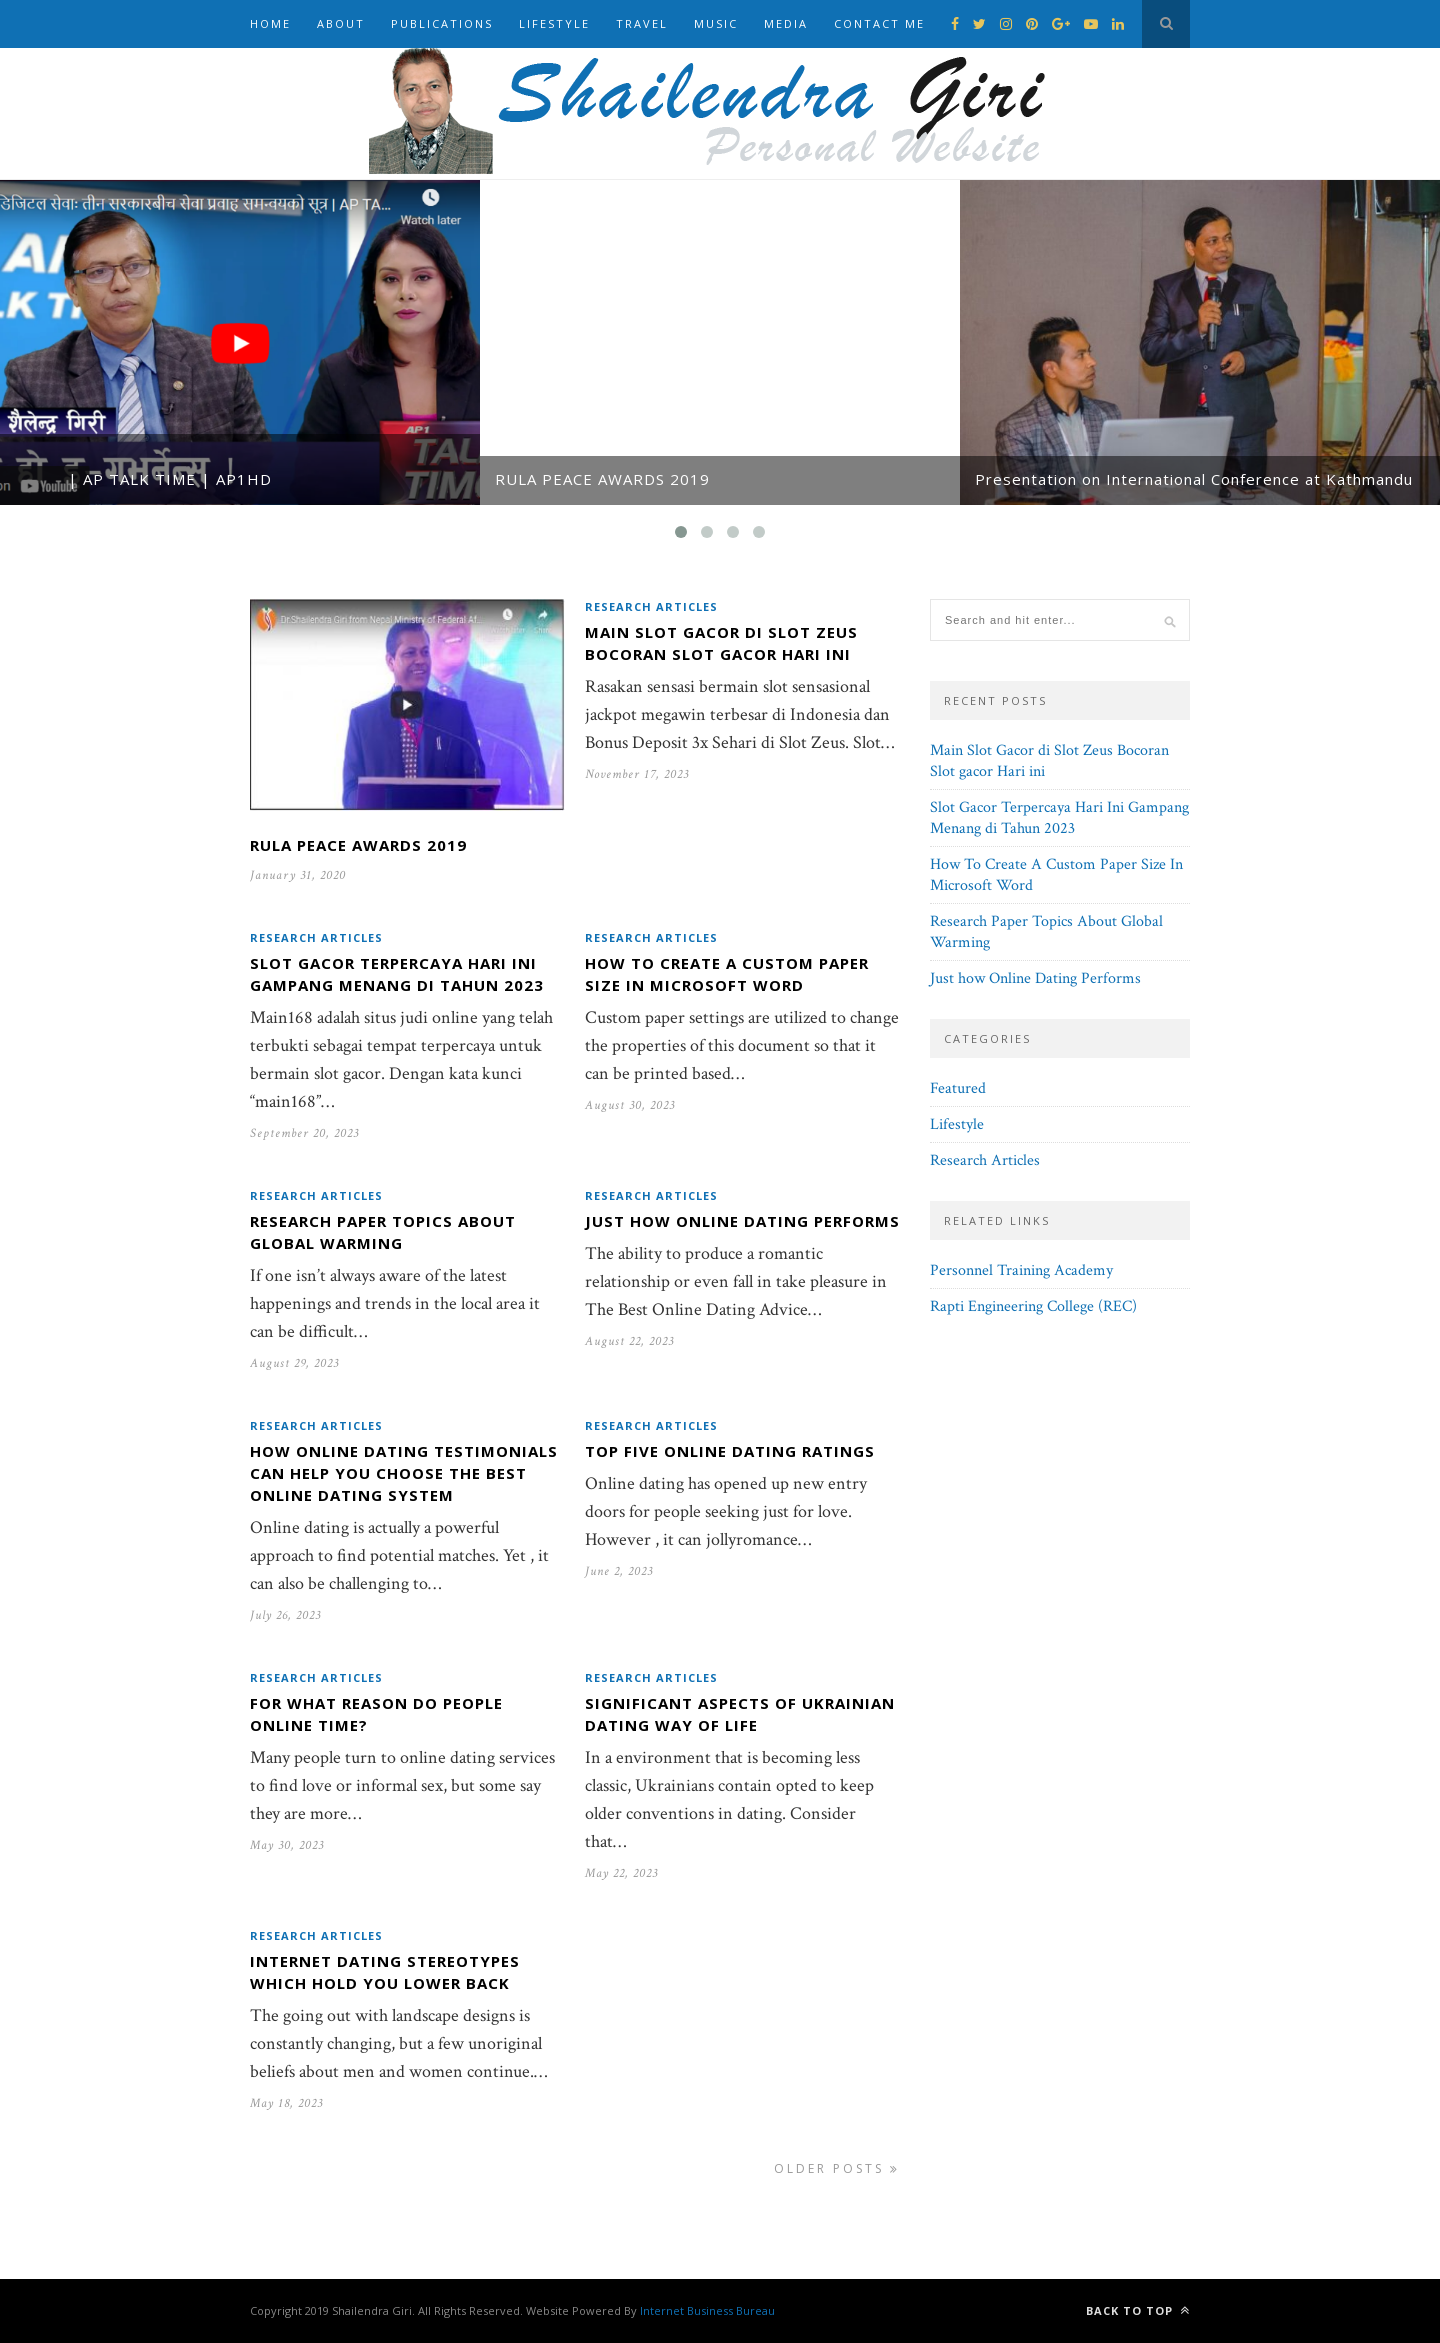 HOME ABOUT PUBLICATIONS LIFESTYLE TRAVEL MUSIC MEDIA CONTACT ME
Shailendra Giri
Personal Website
डिजिटल सेवाः तीन सरकारबीच सेवा प्रवाह समन्वयको सूत्र | AP TA...
Watch later
शैलेन्द्र गिरी
AP1
TALK
TIME
YouTube
| AP TALK TIME | AP1HD
RULA PEACE AWARDS 2019
Presentation on International Conference at Kathmandu
Dr.Shailendra Giri from Nepal Ministry of Federal Af..
RULA PEACE AWARDS 2019
January 31, 2020
RESEARCH ARTICLES
MAIN SLOT GACOR DI SLOT ZEUS
BOCORAN SLOT GACOR HARI INI
Rasakan sensasi bermain slot sensasional
jackpot megawin terbesar di Indonesia dan
Bonus Deposit 3x Sehari di Slot Zeus. Slot…
November 17, 2023
RESEARCH ARTICLES
SLOT GACOR TERPERCAYA HARI INI
GAMPANG MENANG DI TAHUN 2023
Main168 adalah situs judi online yang telah
terbukti sebagai tempat terpercaya untuk
bermain slot gacor. Dengan kata kunci
“main168”…
September 20, 2023
RESEARCH ARTICLES
HOW TO CREATE A CUSTOM PAPER
SIZE IN MICROSOFT WORD
Custom paper settings are utilized to change
the properties of this document so that it
can be printed based…
August 30, 2023
RESEARCH ARTICLES
RESEARCH PAPER TOPICS ABOUT
GLOBAL WARMING
If one isn’t always aware of the latest
happenings and trends in the local area it
can be difficult…
August 29, 2023
RESEARCH ARTICLES
JUST HOW ONLINE DATING PERFORMS
The ability to produce a romantic
relationship or even fall in take pleasure in
The Best Online Dating Advice…
August 22, 2023
RESEARCH ARTICLES
HOW ONLINE DATING TESTIMONIALS
CAN HELP YOU CHOOSE THE BEST
ONLINE DATING SYSTEM
Online dating is actually a powerful
approach to find potential matches. Yet , it
can also be challenging to…
July 26, 2023
RESEARCH ARTICLES
TOP FIVE ONLINE DATING RATINGS
Online dating has opened up new entry
doors for people seeking just for love.
However , it can jollyromance…
June 2, 2023
RESEARCH ARTICLES
FOR WHAT REASON DO PEOPLE
ONLINE TIME?
Many people turn to online dating services
to find love or informal sex, but some say
they are more…
May 30, 2023
RESEARCH ARTICLES
SIGNIFICANT ASPECTS OF UKRAINIAN
DATING WAY OF LIFE
In a environment that is becoming less
classic, Ukrainians contain opted to keep
older conventions in dating. Consider
that…
May 22, 2023
RESEARCH ARTICLES
INTERNET DATING STEREOTYPES
WHICH HOLD YOU LOWER BACK
The going out with landscape designs is
constantly changing, but a few unoriginal
beliefs about men and women continue.…
May 18, 2023
OLDER POSTS »
Search and hit enter...
RECENT POSTS
Main Slot Gacor di Slot Zeus Bocoran
Slot gacor Hari ini
Slot Gacor Terpercaya Hari Ini Gampang
Menang di Tahun 2023
How To Create A Custom Paper Size In
Microsoft Word
Research Paper Topics About Global
Warming
Just how Online Dating Performs
CATEGORIES
Featured
Lifestyle
Research Articles
RELATED LINKS
Personnel Training Academy
Rapti Engineering College (REC)
Copyright 2019 Shailendra Giri. All Rights Reserved. Website Powered By Internet Business Bureau
BACK TO TOP